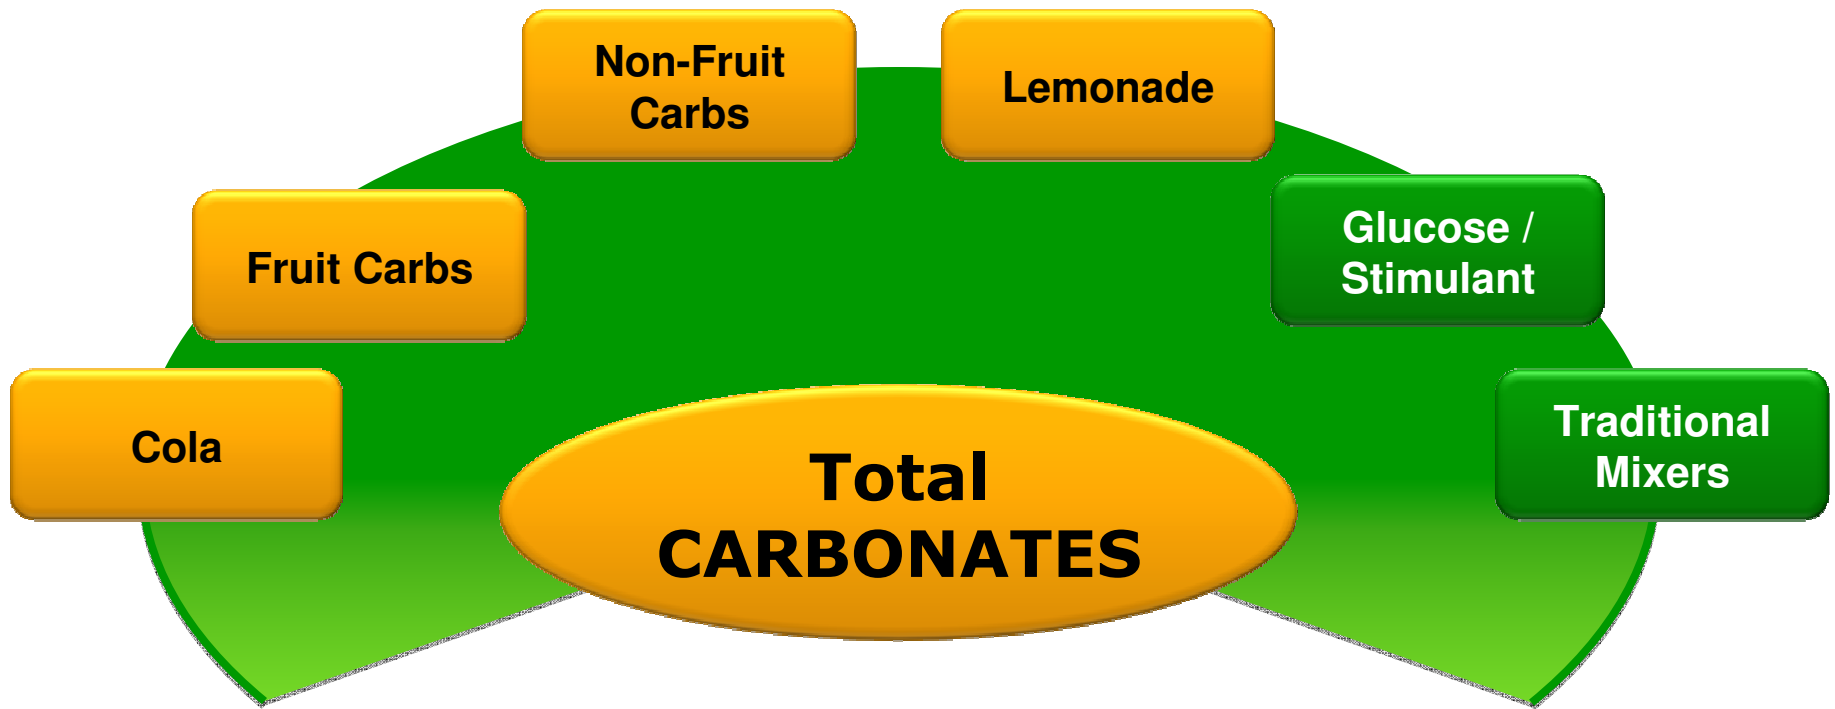 Non-Fruit
Carbs
Lemonade
Glucose /
Stimulant
Fruit Carbs
Cola
Traditional
Mixers
Total
CARBONATES